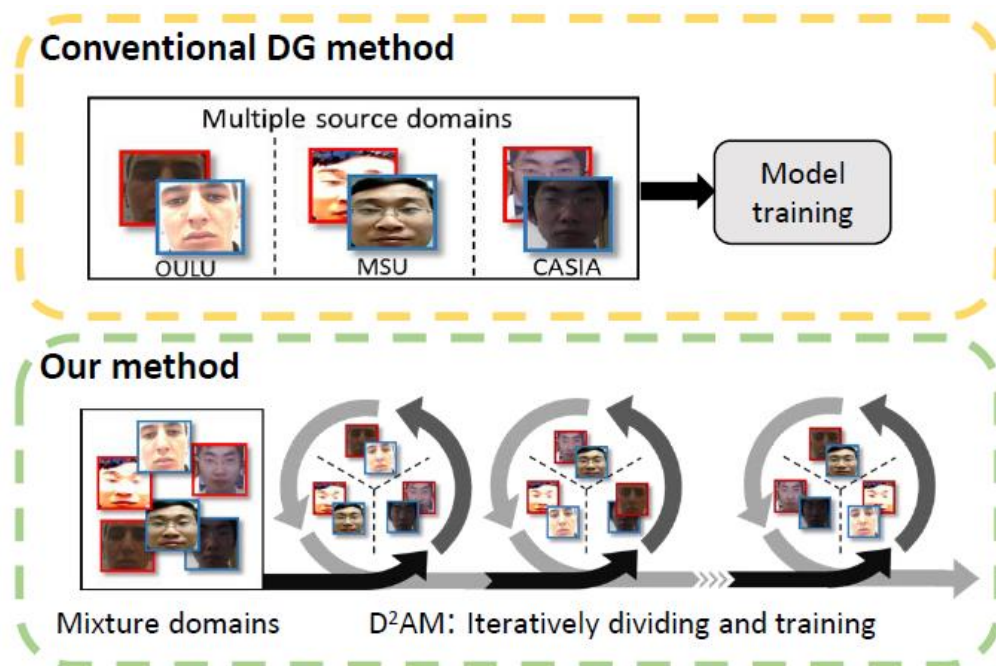 Conventional DG method
Multiple source domains
OULU
MSU
CASIA
Model
training
Our method
Mixture domains
D²AM: Iteratively dividing and training